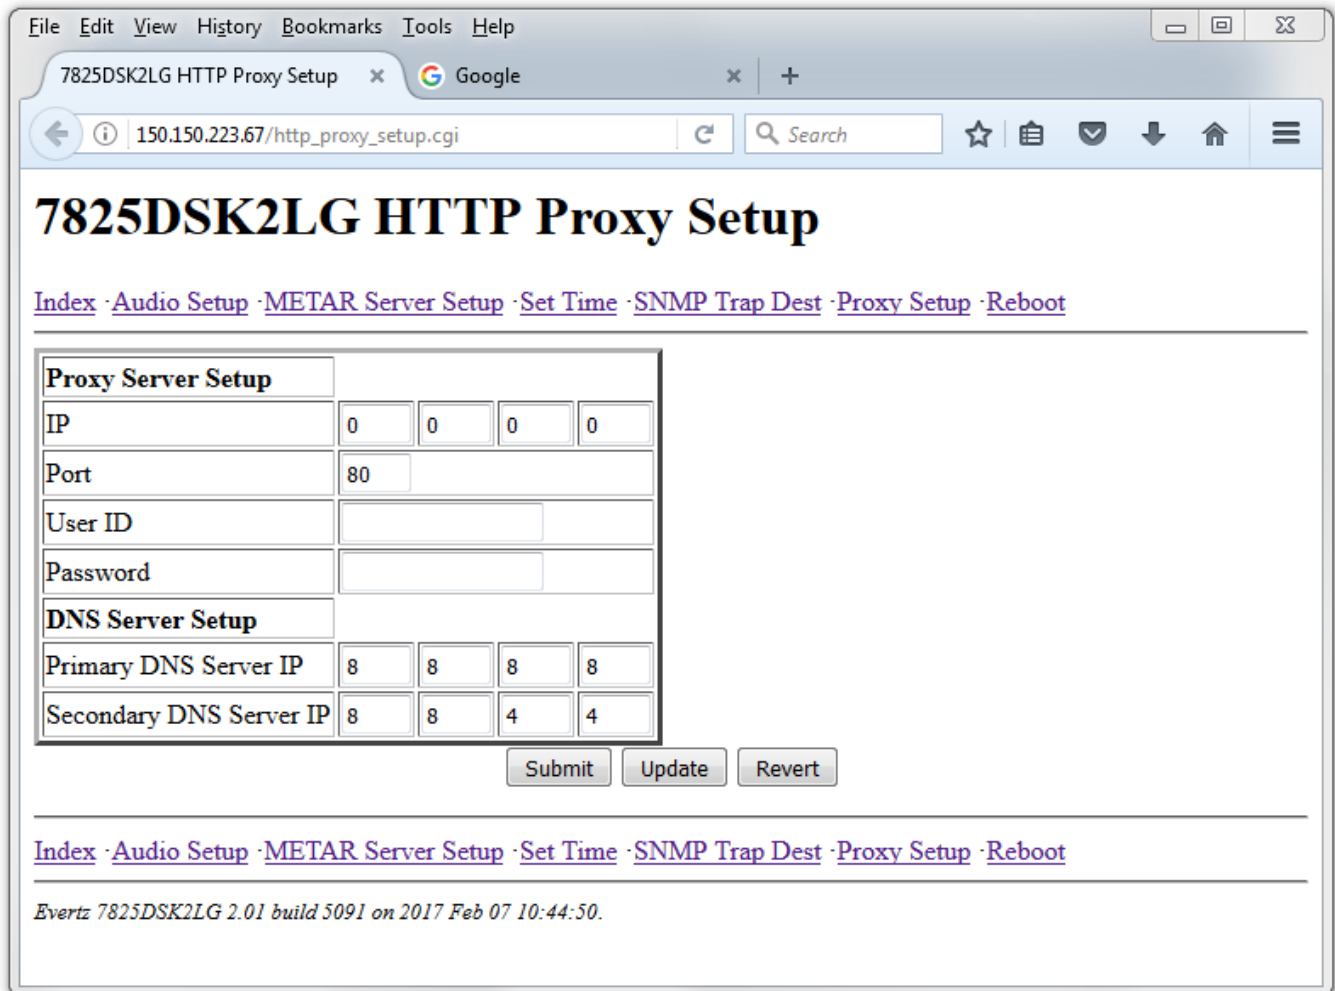 File Edit View History Bookmarks Tools Help
7825DSK2LG HTTP Proxy Setup Google
150.150.223.67/http_proxy_setup.cgi Search
7825DSK2LG HTTP Proxy Setup
Index · Audio Setup · METAR Server Setup · Set Time · SNMP Trap Dest · Proxy Setup · Reboot
Proxy Server Setup
IP 0 0 0 0
Port 80
User ID
Password
DNS Server Setup
Primary DNS Server IP 8 8 8 8
Secondary DNS Server IP 8 8 4 4
Submit Update Revert
Index · Audio Setup · METAR Server Setup · Set Time · SNMP Trap Dest · Proxy Setup · Reboot
Evertz 7825DSK2LG 2.01 build 5091 on 2017 Feb 07 10:44:50.